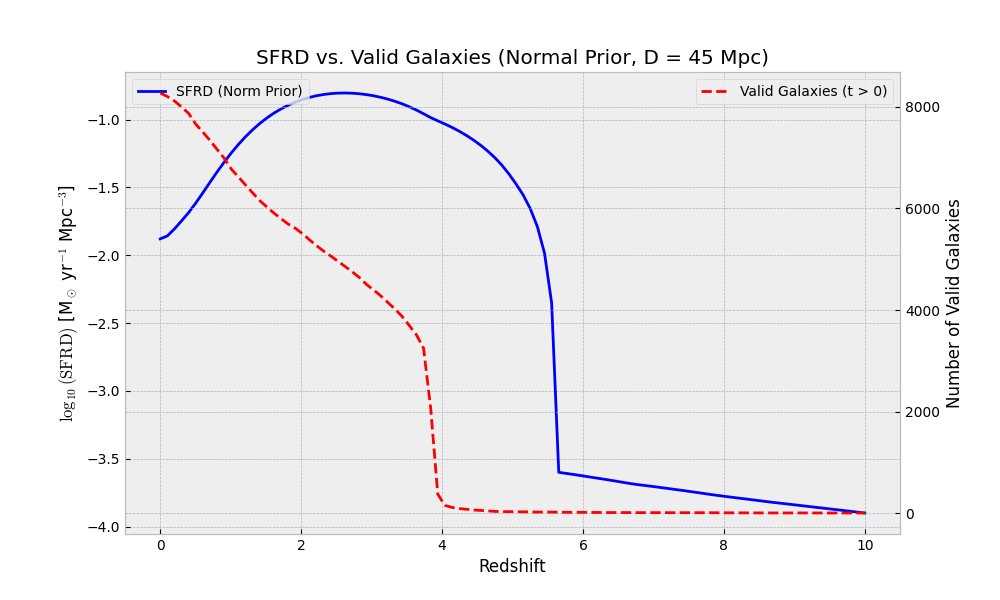 SFRD vs. Valid Galaxies (Normal Prior, D = 45 Mpc)
SFRD (Norm Prior)
Valid Galaxies (t > 0)
−1.0
−1.5
−2.0
−2.5
−3.0
−3.5
−4.0
log₁₀ (SFRD) [M☉ yr⁻¹ Mpc⁻³]
8000
6000
4000
2000
0
Number of Valid Galaxies
0 2 4 6 8 10
Redshift